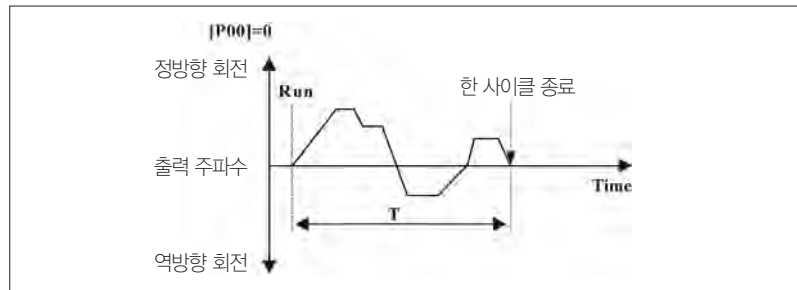 [P00]=0
정방향 회전
Run
한 사이클 종료
출력 주파수
Time
T
역방향 회전